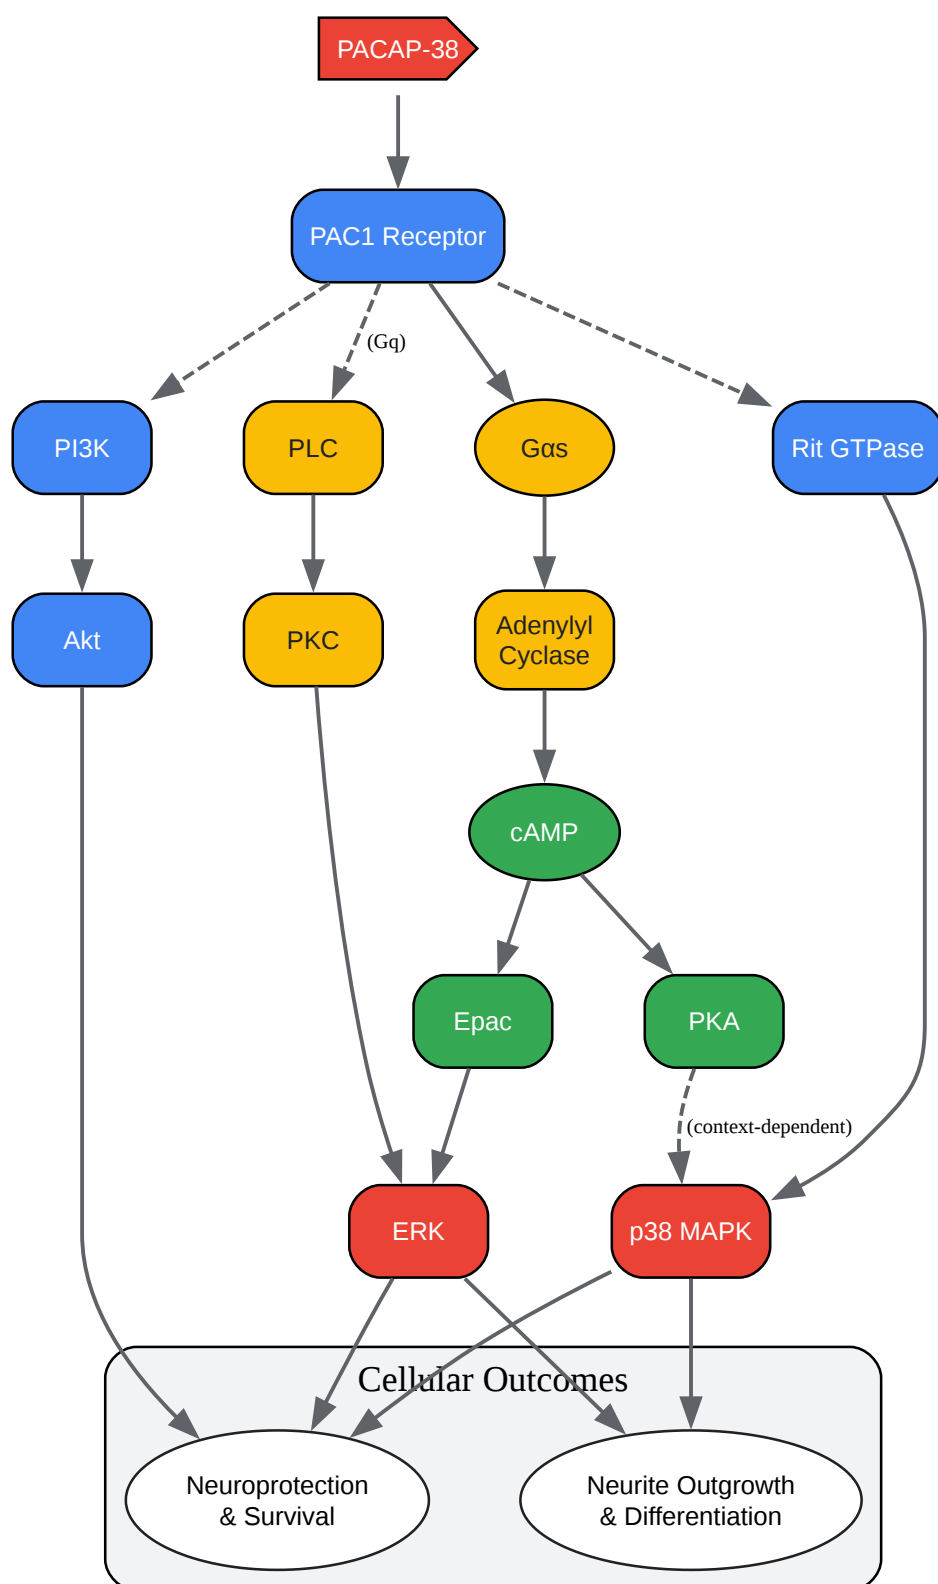 PACAP-38
PAC1 Receptor
(Gq)
PI3K
PLC
Gαs
Rit GTPase
Akt
PKC
Adenylyl
Cyclase
cAMP
Epac
PKA
(context-dependent)
ERK
p38 MAPK
Cellular Outcomes
Neuroprotection
& Survival
Neurite Outgrowth
& Differentiation